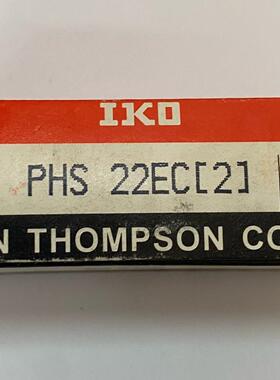 IKO
PHS 22EC[2]
N THOMPSON CO